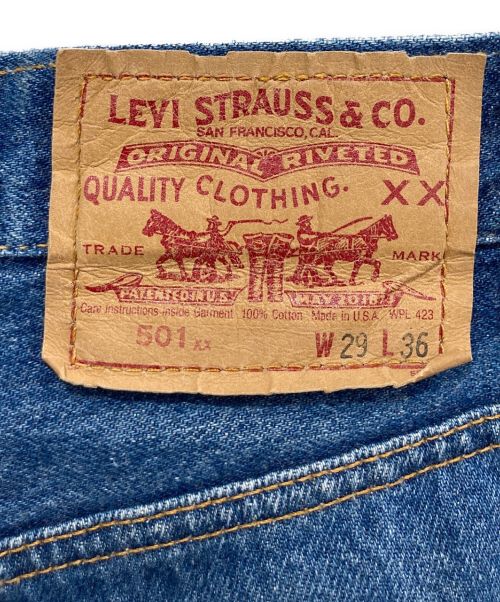 LEVI STRAUSS & CO.
SAN FRANCISCO, CAL.
ORIGINAL RIVETED
QUALITY CLOTHING. XX
TRADE MARK
PATENTED IN U.S. MAY 20 1873
Care Instructions Inside Garment 100% Cotton Made in U.S.A. WPL 423
501 XX W 29 L 36